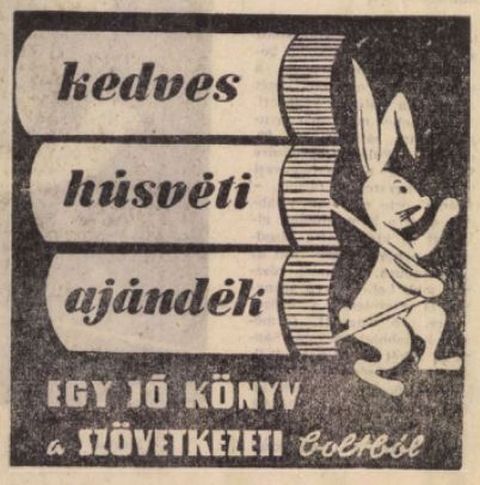 kedves
húsvéti
ajándék
EGY JÓ KÖNYV
a SZÖVETKEZETI boltból